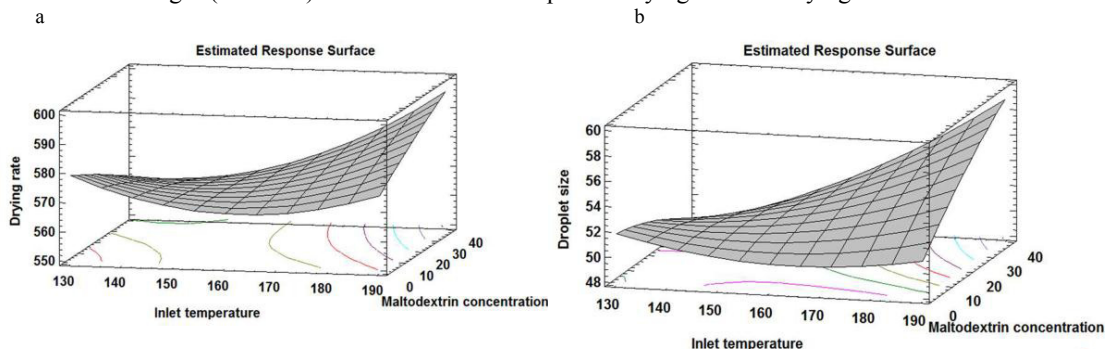 a
b
Estimated Response Surface
600
590
580
570
560
550
Drying rate
130 140 150 160 170 180 190
Inlet temperature
0 10 20 30 40
Maltodextrin concentration
Estimated Response Surface
60
58
56
54
52
50
48
Droplet size
130 140 150 160 170 180 190
Inlet temperature
0 10 20 30 40
Maltodextrin concentration